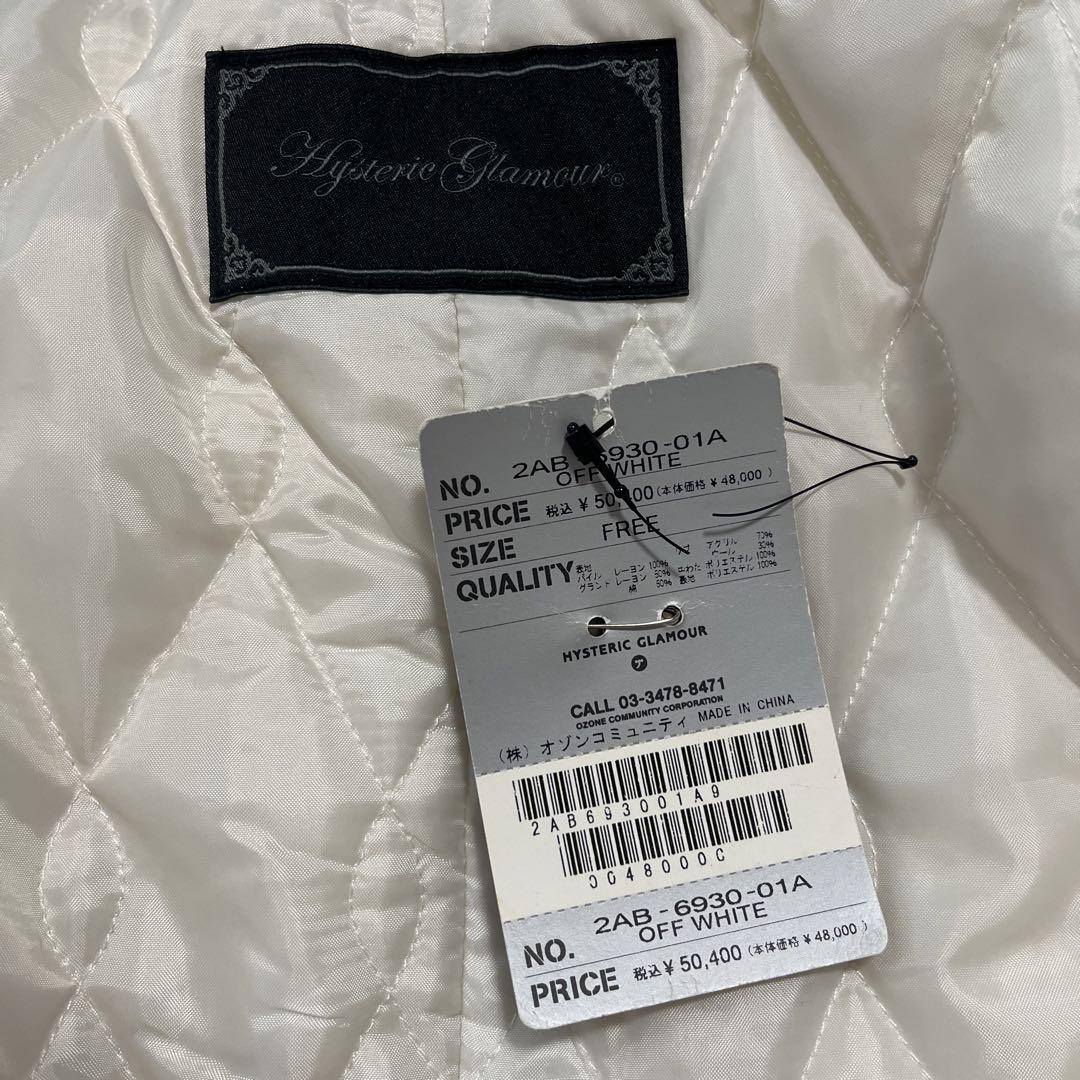 Hysteric Glamour©
NO. 2AB-6930-01A
OFF WHITE
PRICE 税込 ¥50,400 (本体価格 ¥48,000)
SIZE FREE
QUALITY
表地
パイル レーヨン 100%
グランド レーヨン 50%
綿 50%
アクリル 70%
ウール 30%
中わた ポリエステル 100%
裏地 ポリエステル 100%
HYSTERIC GLAMOUR
CALL 03-3478-8471
OZONE COMMUNITY CORPORATION
(株) オゾンコミュニティ MADE IN CHINA
2AB693001A9
0048000C
NO. 2AB-6930-01A
OFF WHITE
PRICE 税込 ¥50,400 (本体価格 ¥48,000)